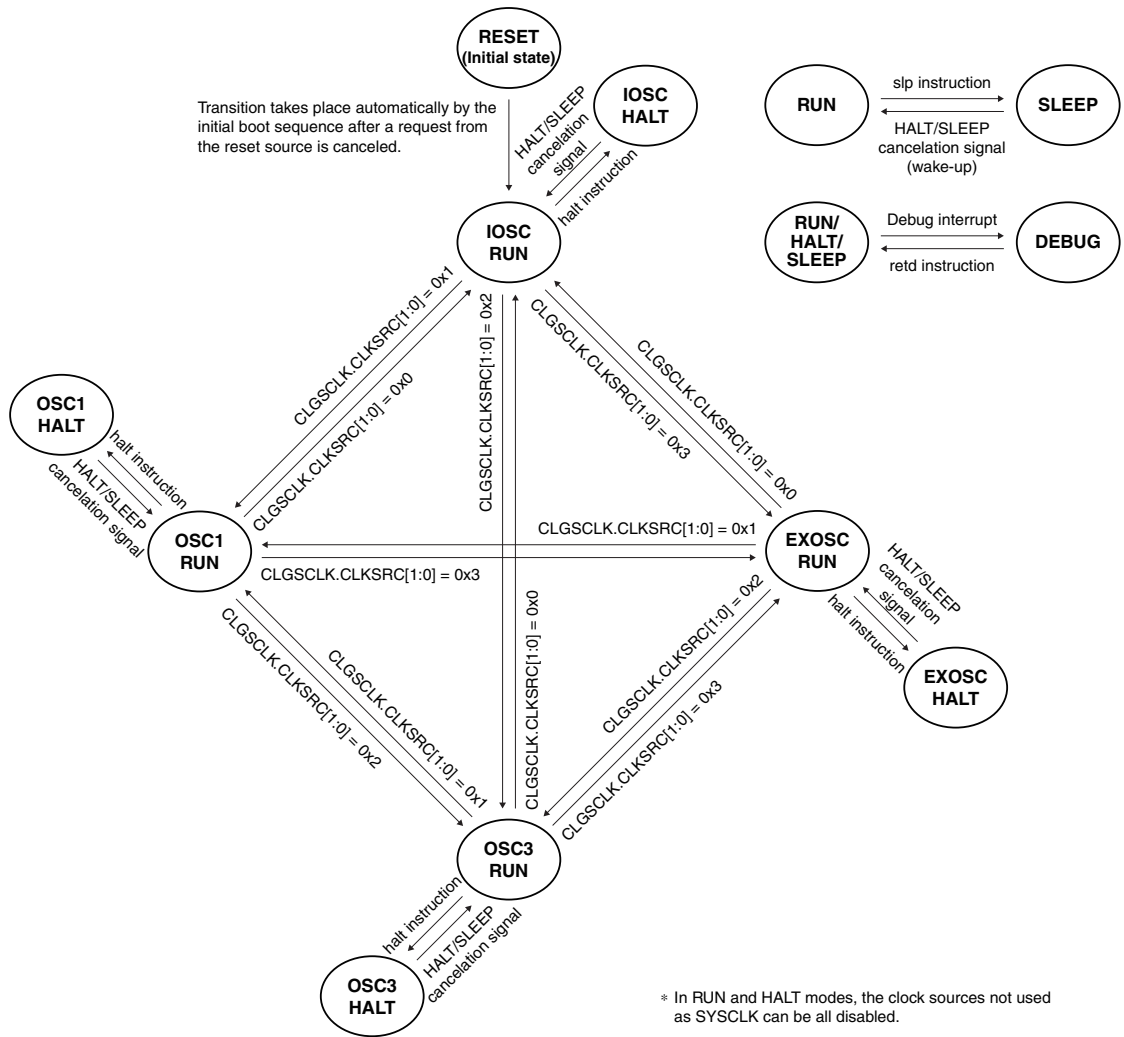 RESET
(Initial state)
Transition takes place automatically by the
initial boot sequence after a request from
the reset source is canceled.
HALT/SLEEP
cancelation
signal
IOSC
HALT
halt instruction
IOSC
RUN
RUN
slp instruction
SLEEP
HALT/SLEEP
cancelation signal
(wake-up)
RUN/
HALT/
SLEEP
Debug interrupt
DEBUG
retd instruction
CLGSCLK.CLKSRC[1:0] = 0x1
CLGSCLK.CLKSRC[1:0] = 0x0
CLGSCLK.CLKSRC[1:0] = 0x2
CLGSCLK.CLKSRC[1:0] = 0x0
CLGSCLK.CLKSRC[1:0] = 0x3
CLGSCLK.CLKSRC[1:0] = 0x0
OSC1
HALT
halt instruction
HALT/SLEEP
cancelation signal
OSC1
RUN
CLGSCLK.CLKSRC[1:0] = 0x1
CLGSCLK.CLKSRC[1:0] = 0x3
EXOSC
RUN
HALT/SLEEP
cancelation
signal
halt instruction
EXOSC
HALT
CLGSCLK.CLKSRC[1:0] = 0x1
CLGSCLK.CLKSRC[1:0] = 0x2
CLGSCLK.CLKSRC[1:0] = 0x2
CLGSCLK.CLKSRC[1:0] = 0x3
OSC3
RUN
halt instruction
HALT/SLEEP
cancelation signal
OSC3
HALT
* In RUN and HALT modes, the clock sources not used
as SYSCLK can be all disabled.